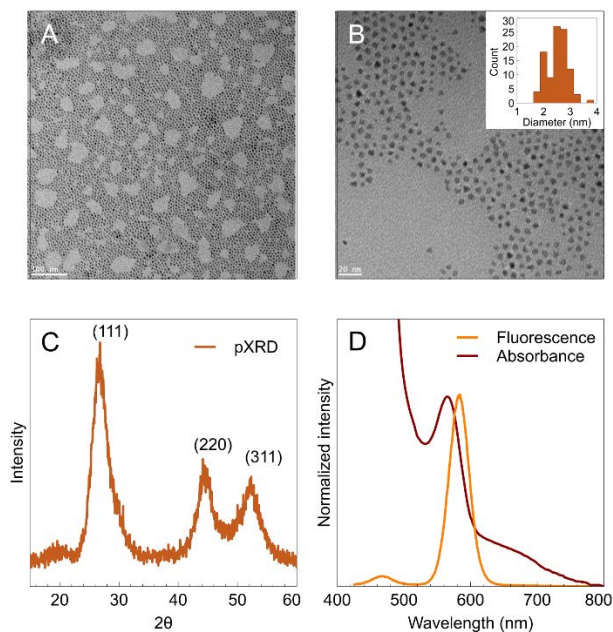 A
100 nm
B
20 nm
Count
30
25
20
15
10
5
0
1 2 3 4
Diameter (nm)
C
(111)
pXRD
(220)
(311)
Intensity
20 30 40 50 60
2θ
D
Fluorescence
Absorbance
Normalized intensity
400 500 600 700 800
Wavelength (nm)